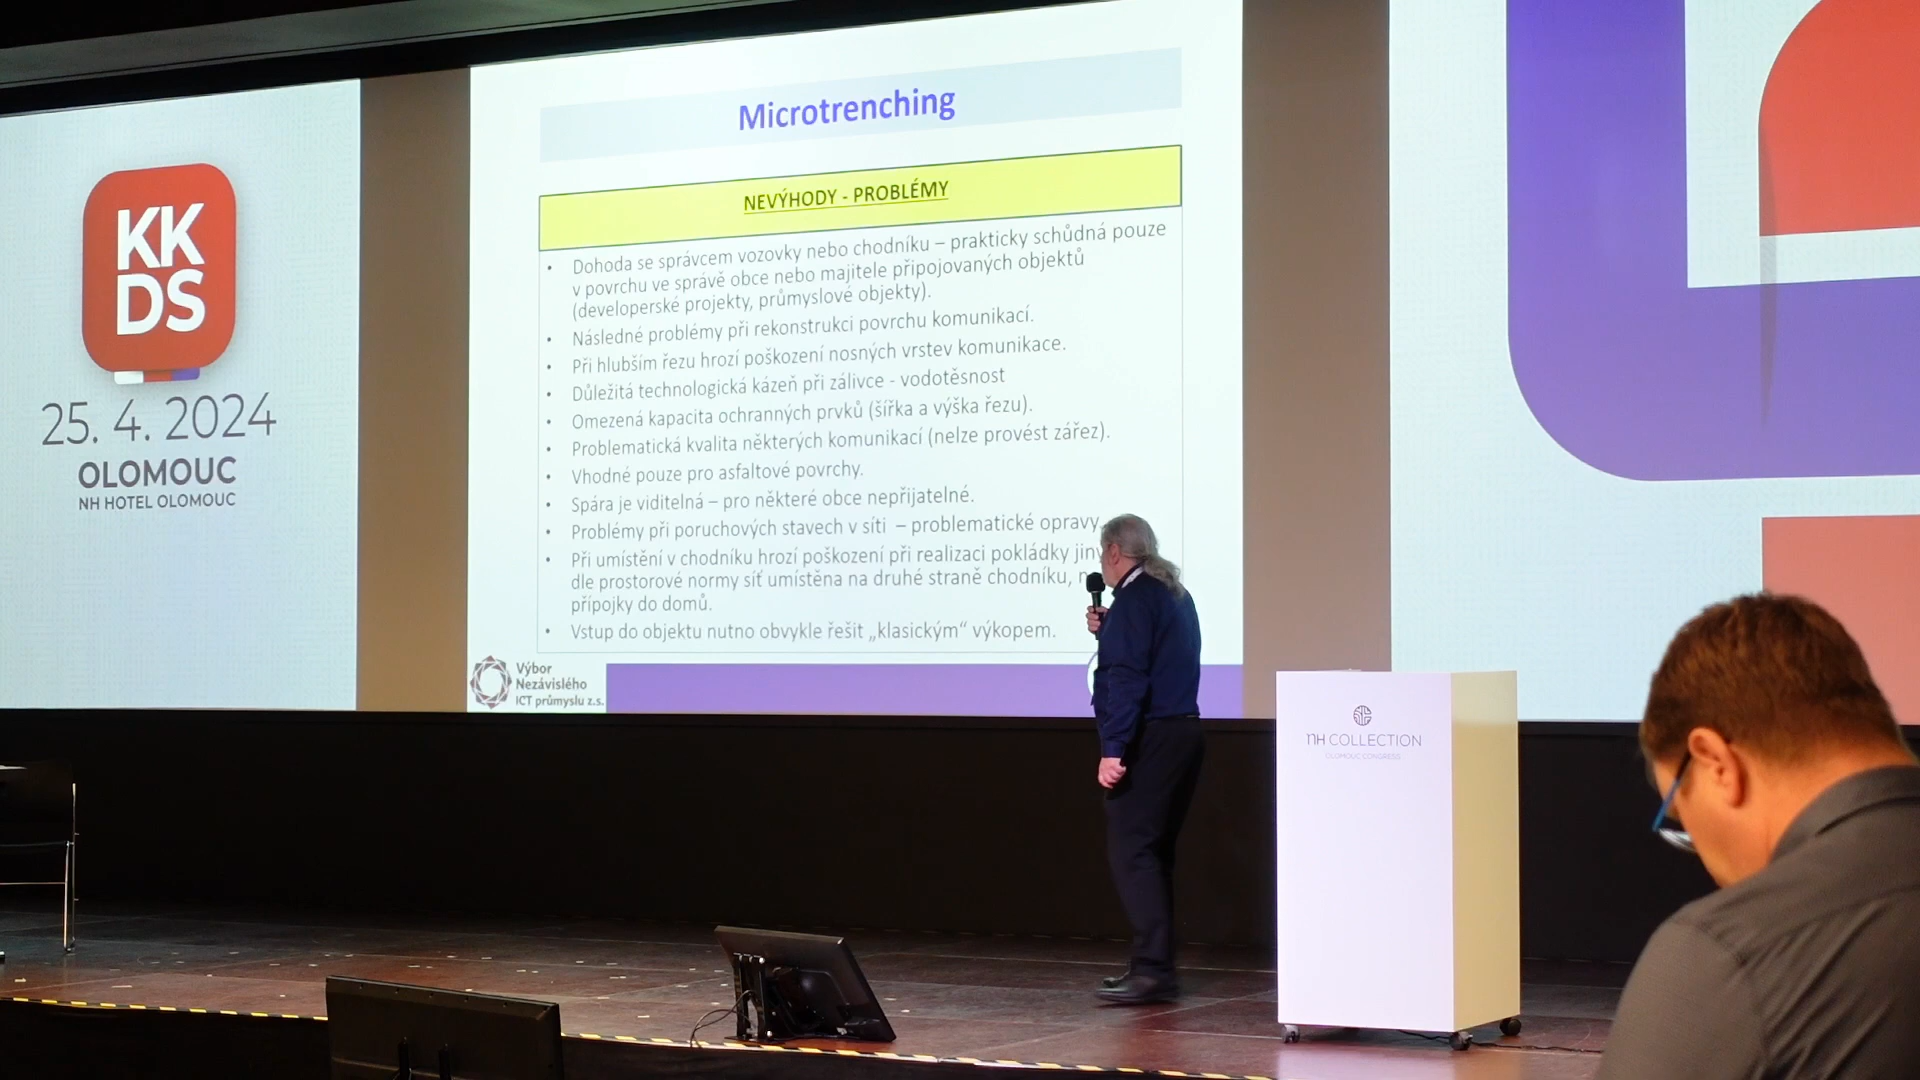 KK
DS
25. 4. 2024
OLOMOUC
NH HOTEL OLOMOUC
Microtrenching
NEVÝHODY - PROBLÉMY
• Dohoda se správcem vozovky nebo chodníku – prakticky schůdná pouze
v povrchu ve správě obce nebo majitele připojovaných objektů
(developerské projekty, průmyslové objekty).
• Následné problémy při rekonstrukci povrchu komunikací.
• Při hlubším řezu hrozí poškození nosných vrstev komunikace.
• Důležitá technologická kázeň při zálivce - vodotěsnost
• Omezená kapacita ochranných prvků (šířka a výška řezu).
• Problematická kvalita některých komunikací (nelze provést zářez).
• Vhodné pouze pro asfaltové povrchy.
• Spára je viditelná – pro některé obce nepřijatelné.
• Problémy při poruchových stavech v síti – problematické opravy
• Při umístění v chodníku hrozí poškození při realizaci pokládky
dle prostorové normy síť umístěna na druhé straně chodníku,
přípojky do domů.
• Vstup do objektu nutno obvykle řešit „klasickým“ výkopem.
Výbor
Nezávislého
ICT průmyslu z.s.
NH COLLECTION
OLOMOUC CONGRESS